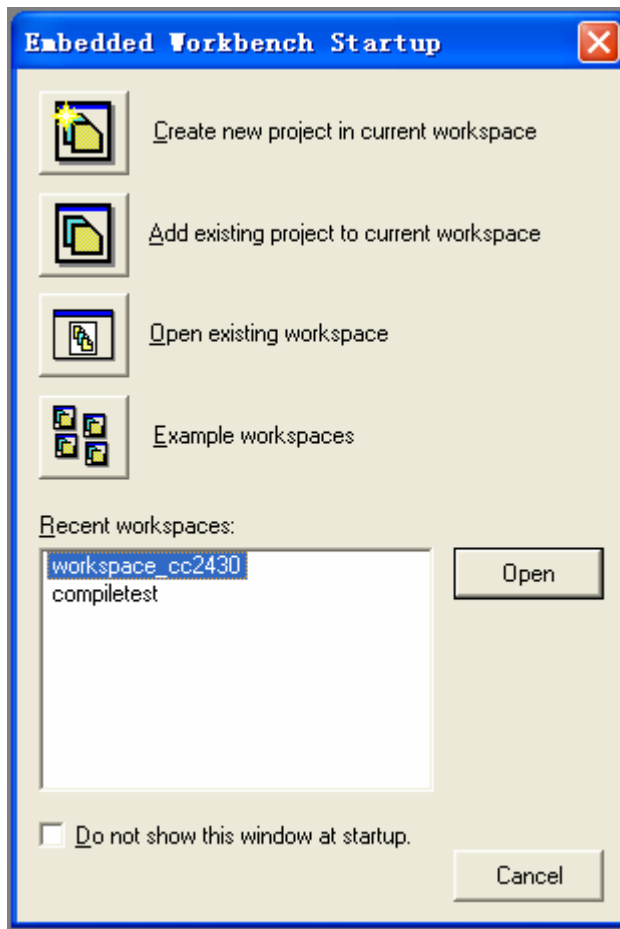 Embedded Workbench Startup
Create new project in current workspace
Add existing project to current workspace
Open existing workspace
Example workspaces
Recent workspaces:
workspace_cc2430
Open
compiletest
Do not show this window at startup.
Cancel